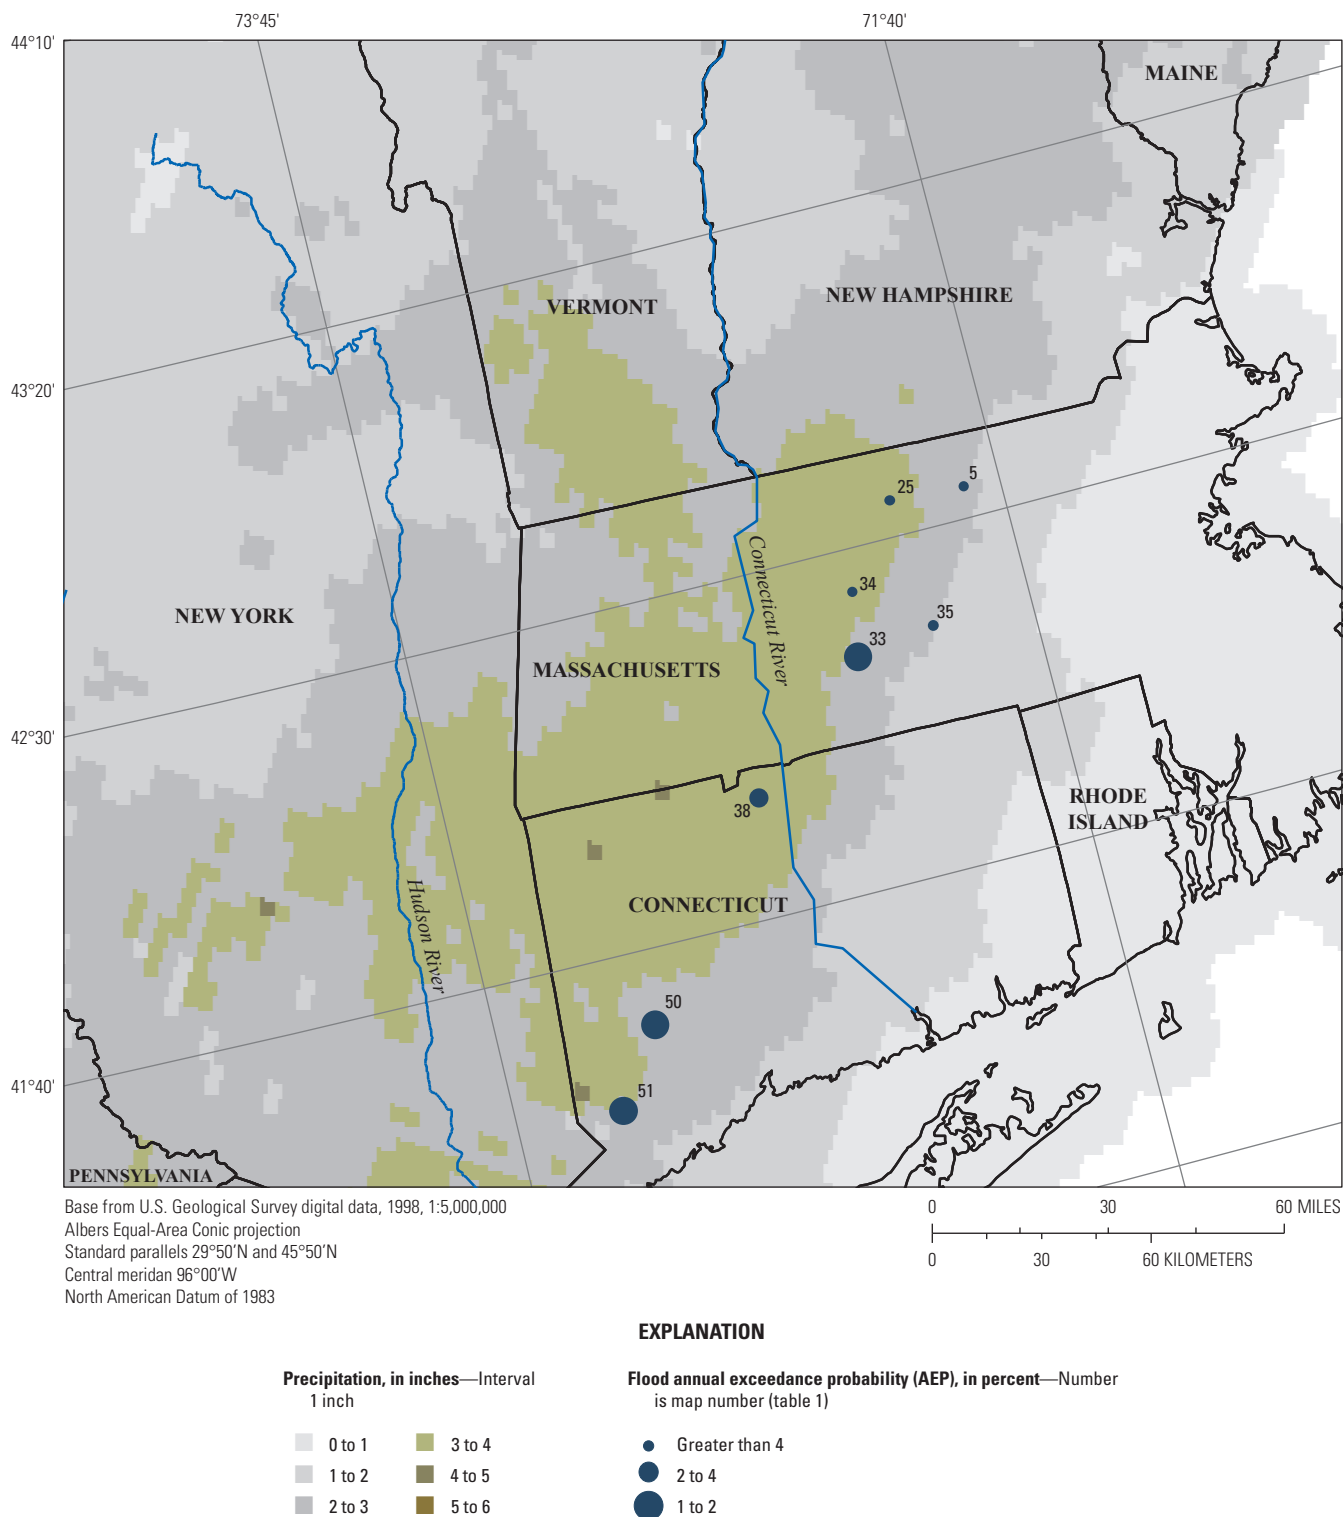 73°45'
71°40'
44°10'
MAINE
VERMONT
NEW HAMPSHIRE
43°20'
5
25
Connecticut River
34
NEW YORK
35
33
MASSACHUSETTS
42°30'
RHODE
ISLAND
38
Hudson River
CONNECTICUT
50
41°40'
51
PENNSYLVANIA
Base from U.S. Geological Survey digital data, 1998, 1:5,000,000
Albers Equal-Area Conic projection
Standard parallels 29°50'N and 45°50'N
Central meridian 96°00'W
North American Datum of 1983
0 30 60 MILES
0 30 60 KILOMETERS
EXPLANATION
Precipitation, in inches—Interval
1 inch
0 to 1
1 to 2
2 to 3
3 to 4
4 to 5
5 to 6
Flood annual exceedance probability (AEP), in percent—Number
is map number (table 1)
Greater than 4
2 to 4
1 to 2